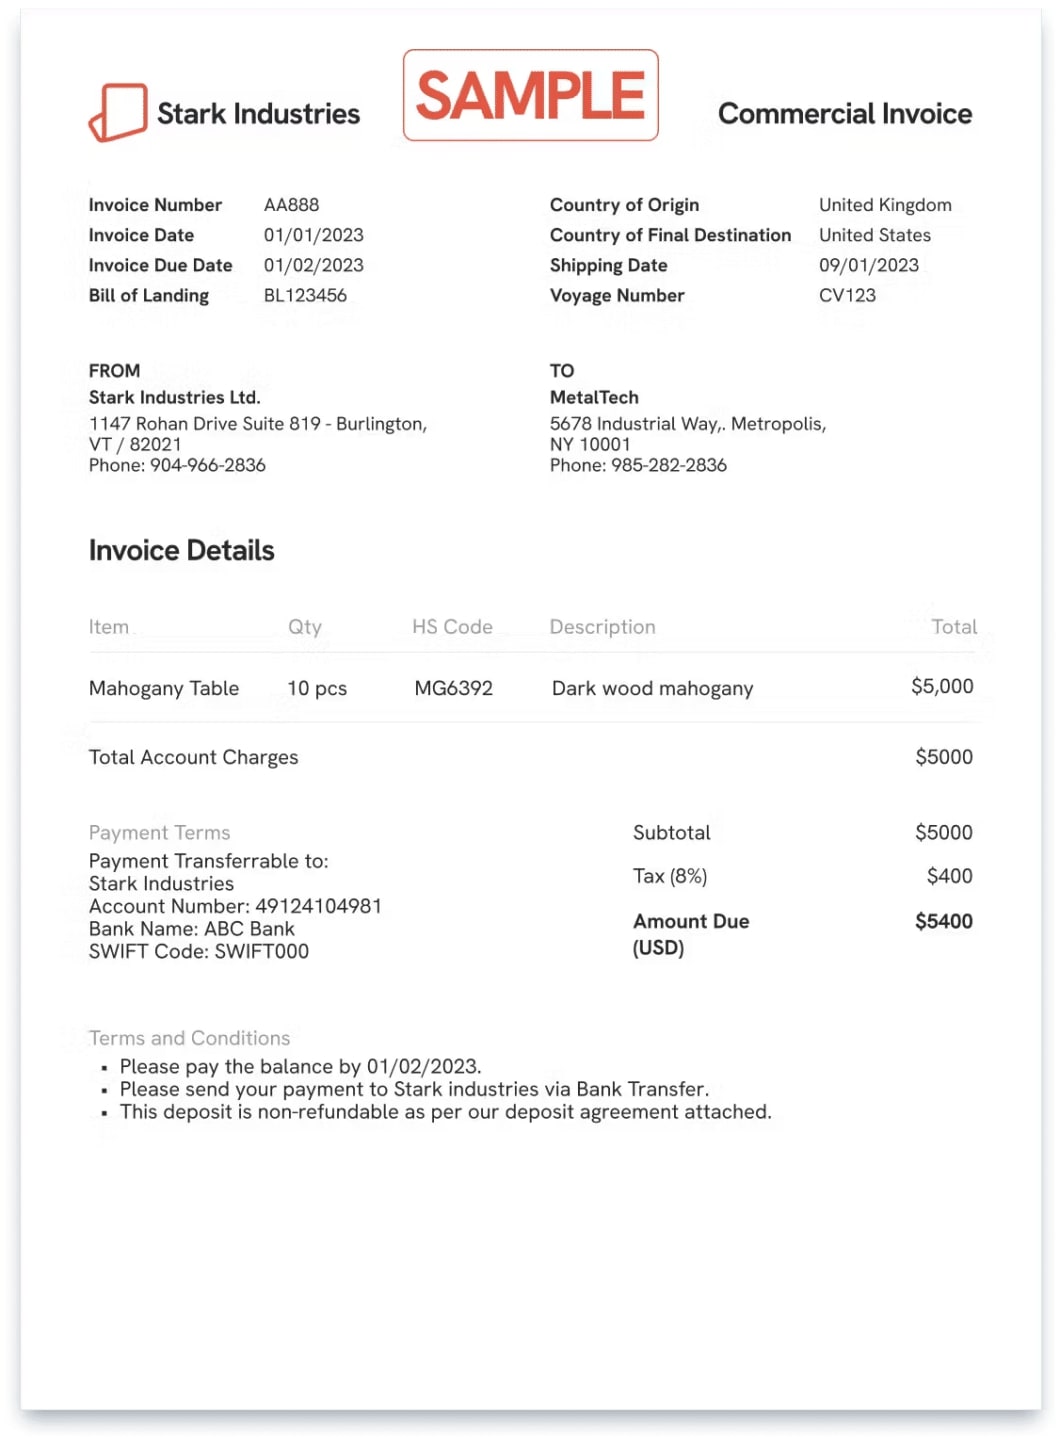 Stark Industries
SAMPLE
Commercial Invoice
Invoice Number AA888
Invoice Date 01/01/2023
Invoice Due Date 01/02/2023
Bill of Landing BL123456
Country of Origin United Kingdom
Country of Final Destination United States
Shipping Date 09/01/2023
Voyage Number CV123
FROM
Stark Industries Ltd.
1147 Rohan Drive Suite 819 - Burlington,
VT / 82021
Phone: 904-966-2836
TO
MetalTech
5678 Industrial Way,. Metropolis,
NY 10001
Phone: 985-282-2836
Invoice Details
Item Qty HS Code Description Total
Mahogany Table 10 pcs MG6392 Dark wood mahogany $5,000
Total Account Charges $5000
Payment Terms
Payment Transferrable to:
Stark Industries
Account Number: 49124104981
Bank Name: ABC Bank
SWIFT Code: SWIFT000
Subtotal $5000
Tax (8%) $400
Amount Due $5400
(USD)
Terms and Conditions
▪ Please pay the balance by 01/02/2023.
▪ Please send your payment to Stark industries via Bank Transfer.
▪ This deposit is non-refundable as per our deposit agreement attached.